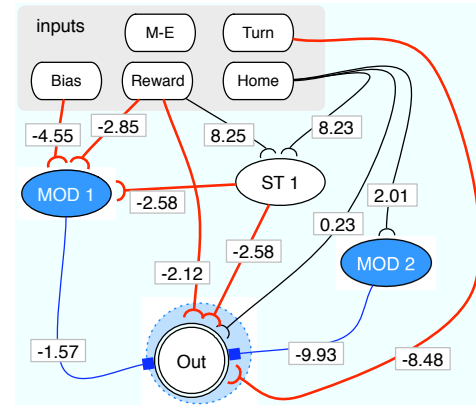 inputs
M-E
Turn
Bias
Reward
Home
-4.55
-2.85
8.25
8.23
MOD 1
ST 1
-2.58
2.01
0.23
-2.58
MOD 2
-2.12
-1.57
Out
-9.93
-8.48